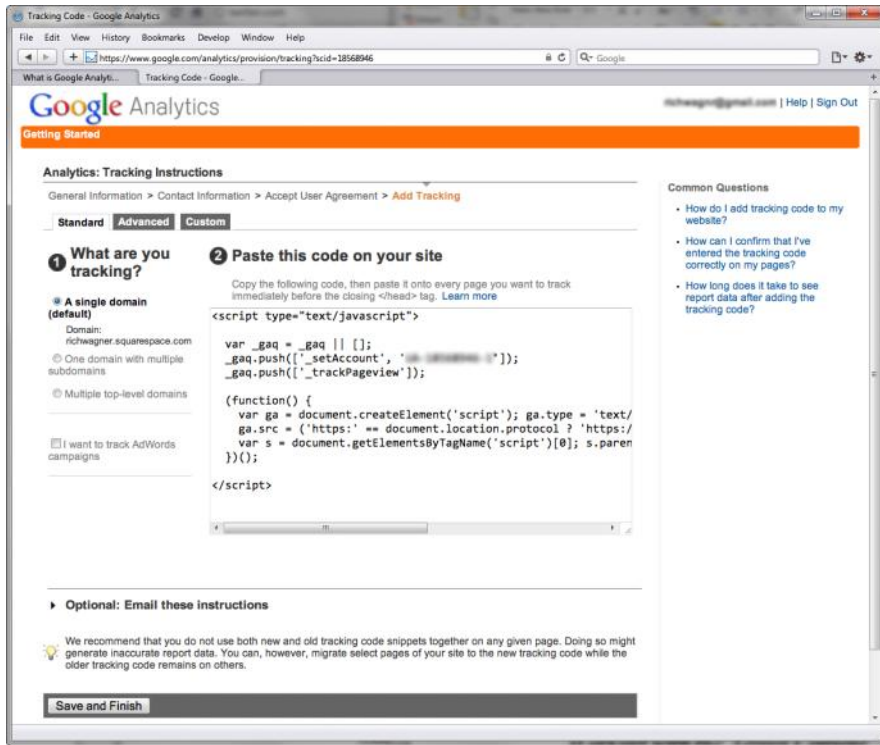 Tracking Code - Google Analytics
File Edit View History Bookmarks Develop Window Help
https://www.google.com/analytics/provision/tracking?scid=18568946
Google
What is Google Analyti...
Tracking Code - Google...
Google Analytics
| Help | Sign Out
Getting Started
Analytics: Tracking Instructions
General Information > Contact Information > Accept User Agreement > Add Tracking
Standard Advanced Custom
1 What are you
tracking?
A single domain
(default)
Domain:
richwagner.squarespace.com
One domain with multiple
subdomains
Multiple top-level domains
I want to track AdWords
campaigns
2 Paste this code on your site
Copy the following code, then paste it onto every page you want to track
immediately before the closing </head> tag. Learn more
<script type="text/javascript">
var _gaq = _gaq || [];
_gaq.push(['_setAccount', ' ']);
_gaq.push(['_trackPageview']);
(function() {
var ga = document.createElement('script'); ga.type = 'text/
ga.src = ('https:' == document.location.protocol ? 'https:/
var s = document.getElementsByTagName('script')[0]; s.paren
})();
</script>
Optional: Email these instructions
We recommend that you do not use both new and old tracking code snippets together on any given page. Doing so might
generate inaccurate report data. You can, however, migrate select pages of your site to the new tracking code while the
older tracking code remains on others.
Save and Finish
Common Questions
How do I add tracking code to my
website?
How can I confirm that I've
entered the tracking code
correctly on my pages?
How long does it take to see
report data after adding the
tracking code?